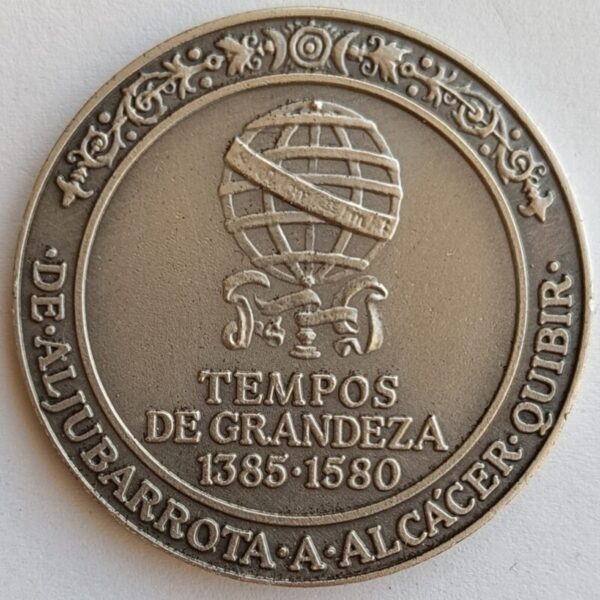 TEMPOS
DE GRANDEZA
1385·1580
·DE·ALJUBARROTA·A·ALCÁCER·QUIBIR·